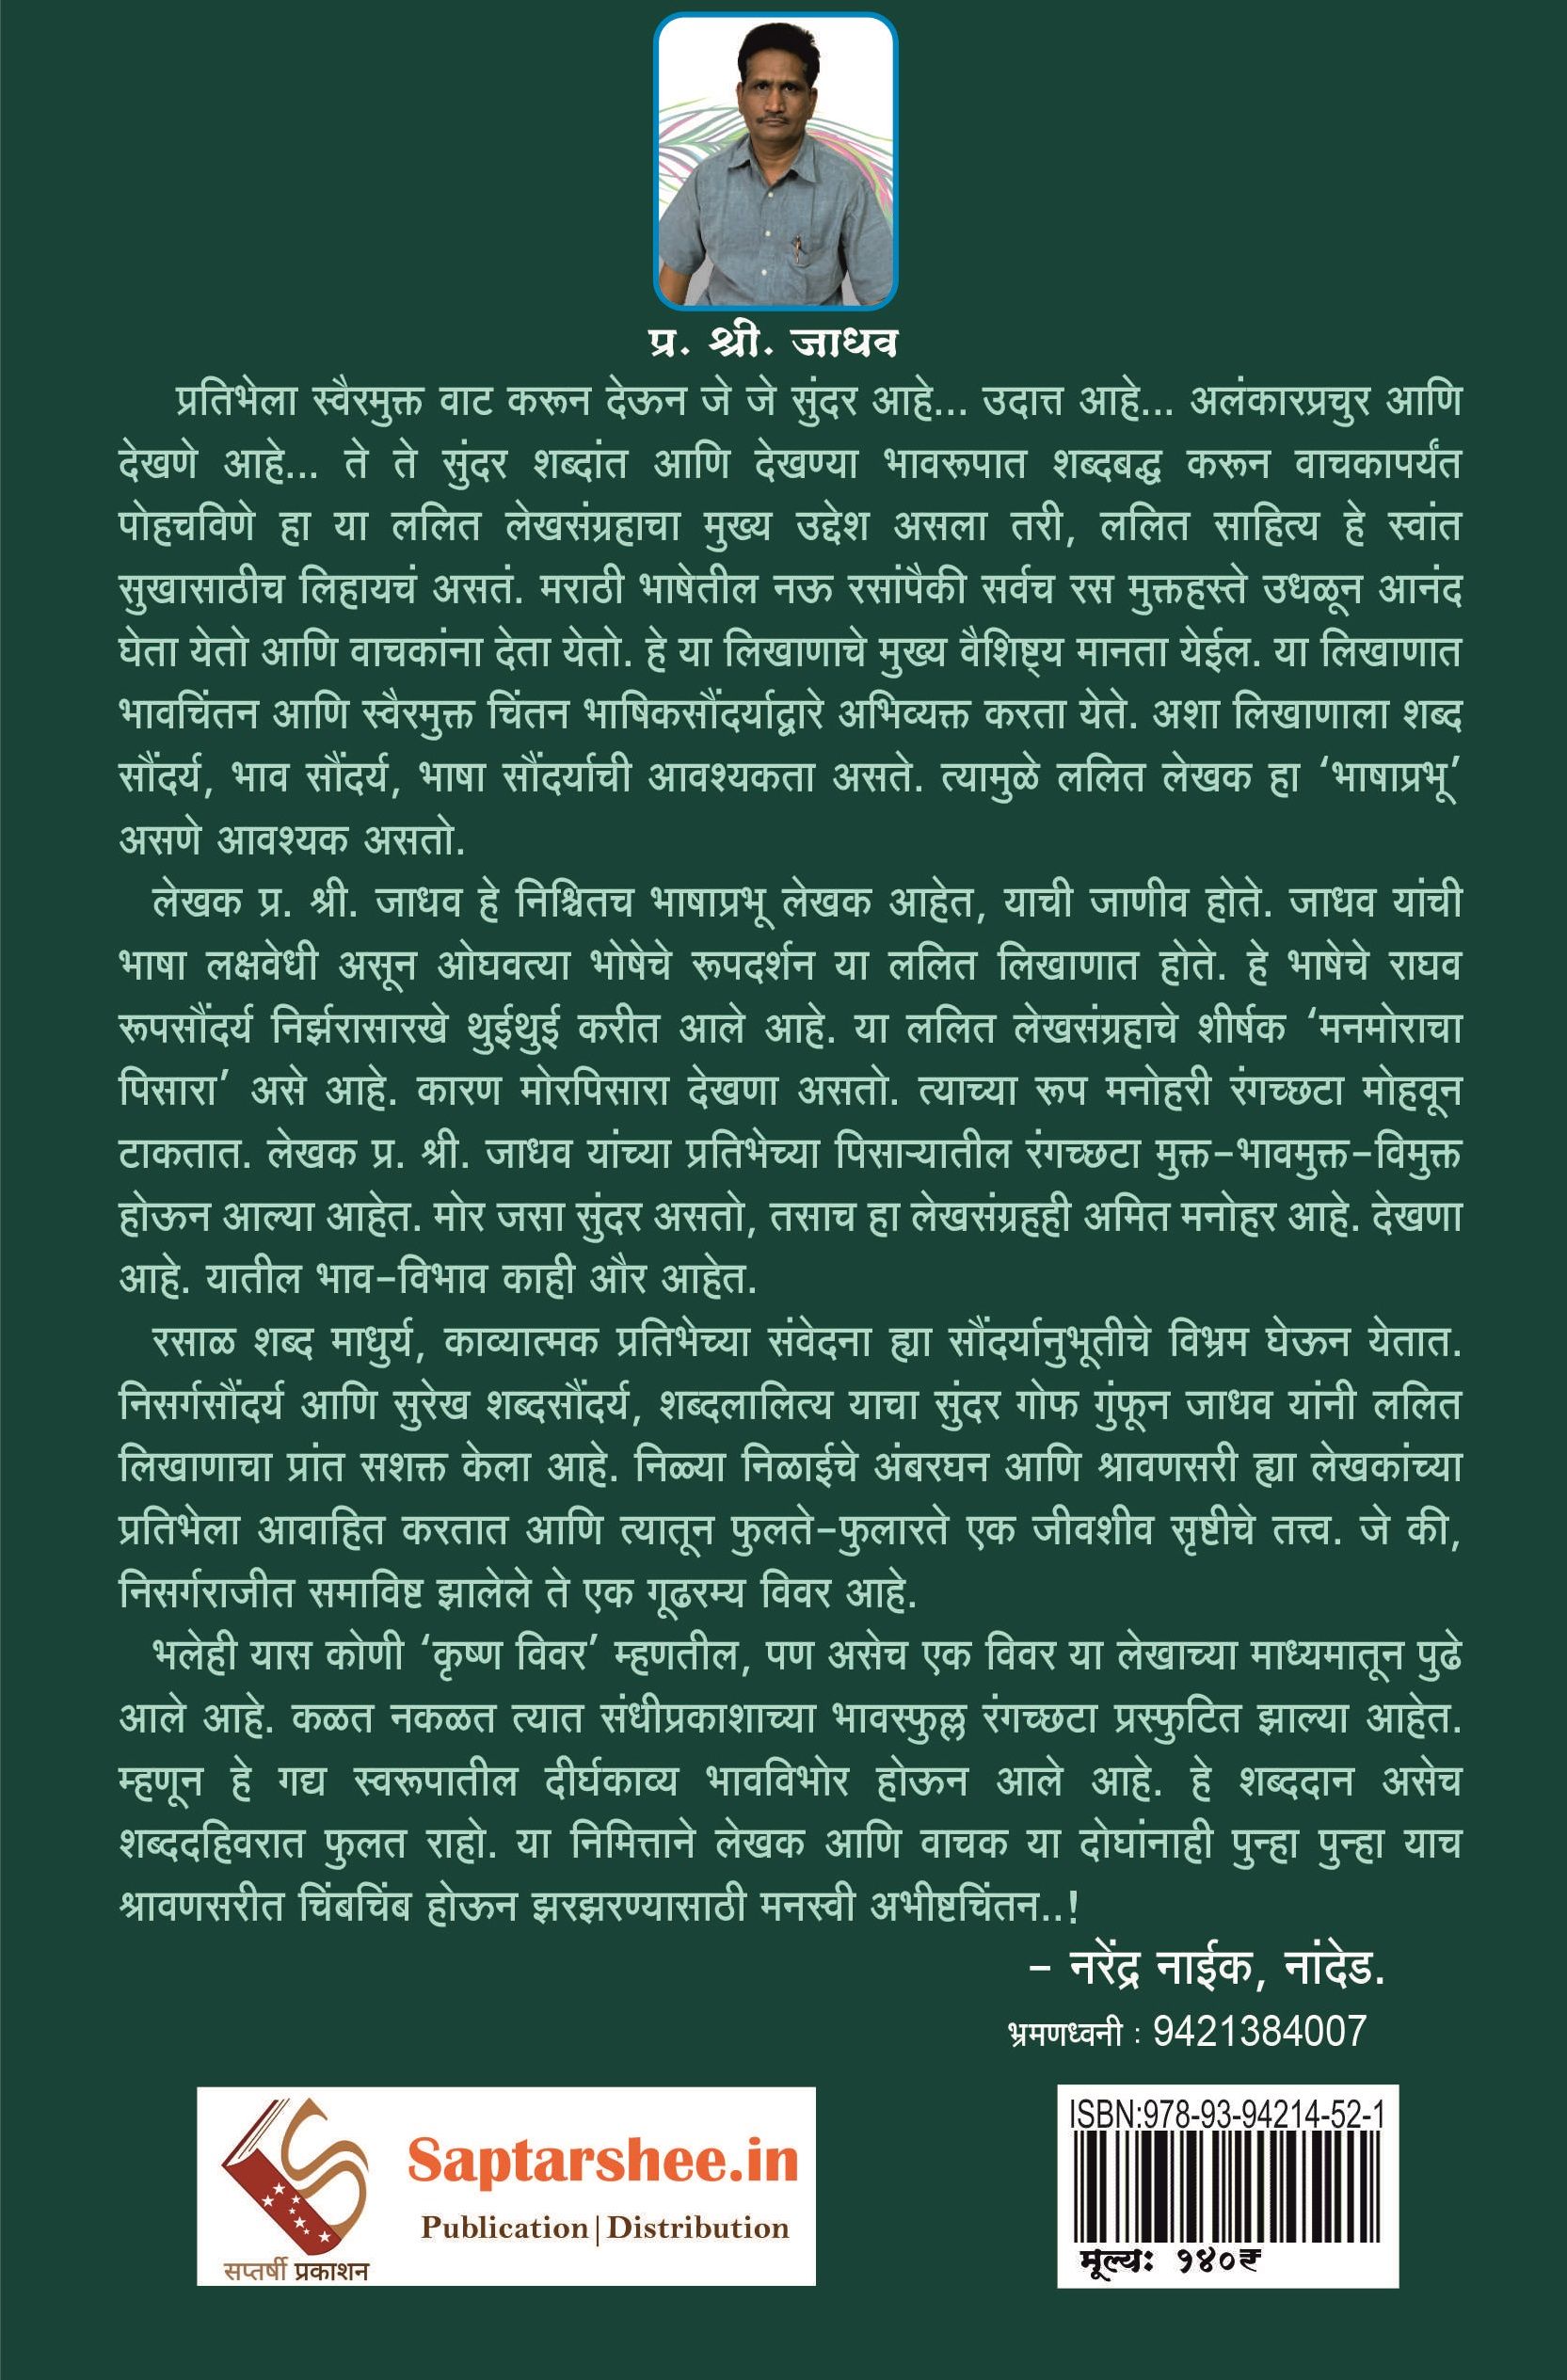 प्र. श्री. जाधव
प्रतिभेला स्वैरमुक्त वाट करून देऊन जे जे सुंदर आहे... उदात्त आहे... अलंकारप्रचुर आणि
देखणे आहे... ते ते सुंदर शब्दांत आणि देखण्या भावरूपात शब्दबद्ध करून वाचकापर्यंत
पोहचविणे हा या ललित लेखसंग्रहाचा मुख्य उद्देश असला तरी, ललित साहित्य हे स्वांत
सुखासाठीच लिहायचं असतं. मराठी भाषेतील नऊ रसांपैकी सर्वच रस मुक्तहस्ते उधळून आनंद
घेता येतो आणि वाचकांना देता येतो. हे या लिखाणाचे मुख्य वैशिष्ट्य मानता येईल. या लिखाणात
भावचिंतन आणि स्वैरमुक्त चिंतन भाषिकसौंदर्याद्वारे अभिव्यक्त करता येते. अशा लिखाणाला शब्द
सौंदर्य, भाव सौंदर्य, भाषा सौंदर्याची आवश्यकता असते. त्यामुळे ललित लेखक हा ‘भाषाप्रभू’
असणे आवश्यक असतो.
लेखक प्र. श्री. जाधव हे निश्चितच भाषाप्रभू लेखक आहेत, याची जाणीव होते. जाधव यांची
भाषा लक्षवेधी असून ओघवत्या भोषेचे रूपदर्शन या ललित लिखाणात होते. हे भाषेचे राघव
रूपसौंदर्य निर्झरासारखे थुईथुई करीत आले आहे. या ललित लेखसंग्रहाचे शीर्षक ‘मनमोराचा
पिसारा’ असे आहे. कारण मोरपिसारा देखणा असतो. त्याच्या रूप मनोहरी रंगच्छटा मोहवून
टाकतात. लेखक प्र. श्री. जाधव यांच्या प्रतिभेच्या पिसाऱ्यातील रंगच्छटा मुक्त-भावमुक्त-विमुक्त
होऊन आल्या आहेत. मोर जसा सुंदर असतो, तसाच हा लेखसंग्रहही अमित मनोहर आहे. देखणा
आहे. यातील भाव-विभाव काही और आहेत.
रसाळ शब्द माधुर्य, काव्यात्मक प्रतिभेच्या संवेदना ह्या सौंदर्यानुभूतीचे विभ्रम घेऊन येतात.
निसर्गसौंदर्य आणि सुरेख शब्दसौंदर्य, शब्दलालित्य याचा सुंदर गोफ गुंफून जाधव यांनी ललित
लिखाणाचा प्रांत सशक्त केला आहे. निळ्या निळाईचे अंबरघन आणि श्रावणसरी ह्या लेखकांच्या
प्रतिभेला आवाहित करतात आणि त्यातून फुलते-फुलारते एक जीवशीव सृष्टीचे तत्त्व. जे की,
निसर्गराजीत समाविष्ट झालेले ते एक गूढरम्य विवर आहे.
भलेही यास कोणी ‘कृष्ण विवर’ म्हणतील, पण असेच एक विवर या लेखाच्या माध्यमातून पुढे
आले आहे. कळत नकळत त्यात संधीप्रकाशाच्या भावस्फुल्ल रंगच्छटा प्रस्फुटित झाल्या आहेत.
म्हणून हे गद्य स्वरूपातील दीर्घकाव्य भावविभोर होऊन आले आहे. हे शब्ददान असेच
शब्ददहिवरात फुलत राहो. या निमित्ताने लेखक आणि वाचक या दोघांनाही पुन्हा पुन्हा याच
श्रावणसरीत चिंबचिंब होऊन झरझरण्यासाठी मनस्वी अभीष्टचिंतन..!
- नरेंद्र नाईक, नांदेड.
भ्रमणध्वनी : 9421384007
सप्तर्षी प्रकाशन
Saptarshee.in
Publication|Distribution
ISBN:978-93-94214-52-1
मूल्यः १४०₹